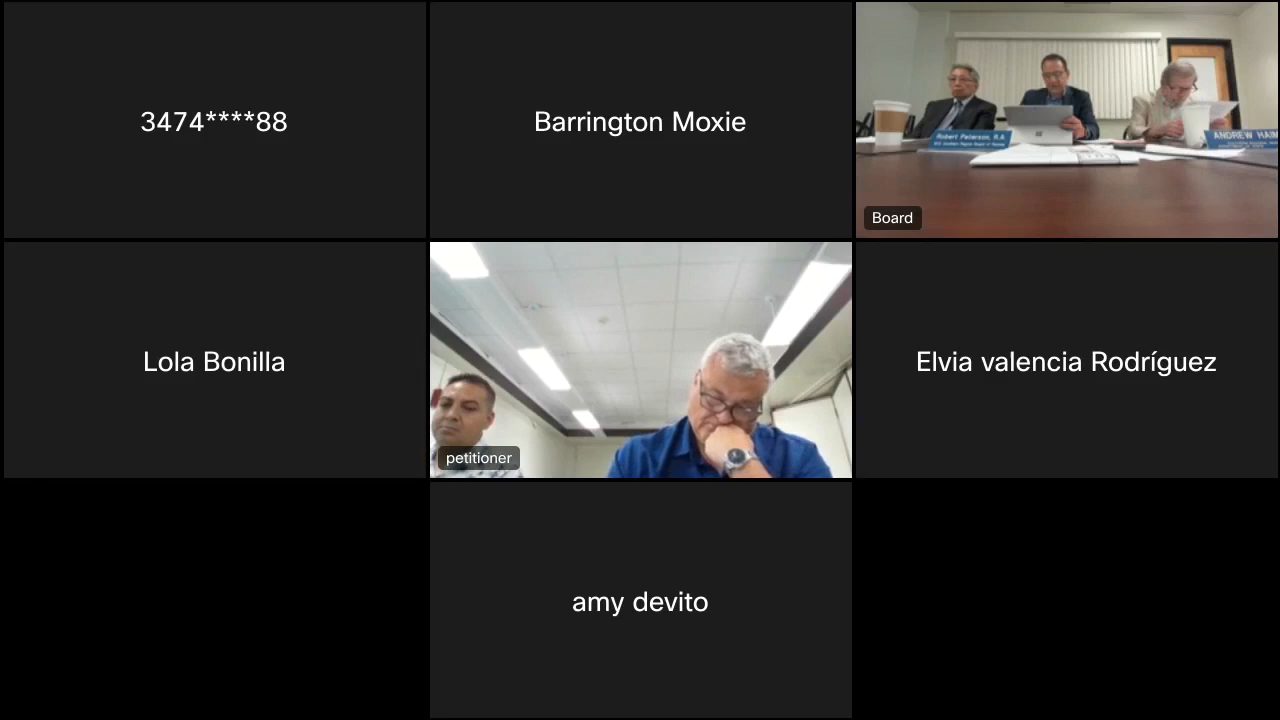 3474****88
Barrington Moxie
Robert Peterson, R.A.
ANDREW HAIM
Board
Lola Bonilla
petitioner
Elvia valencia Rodríguez
amy devito